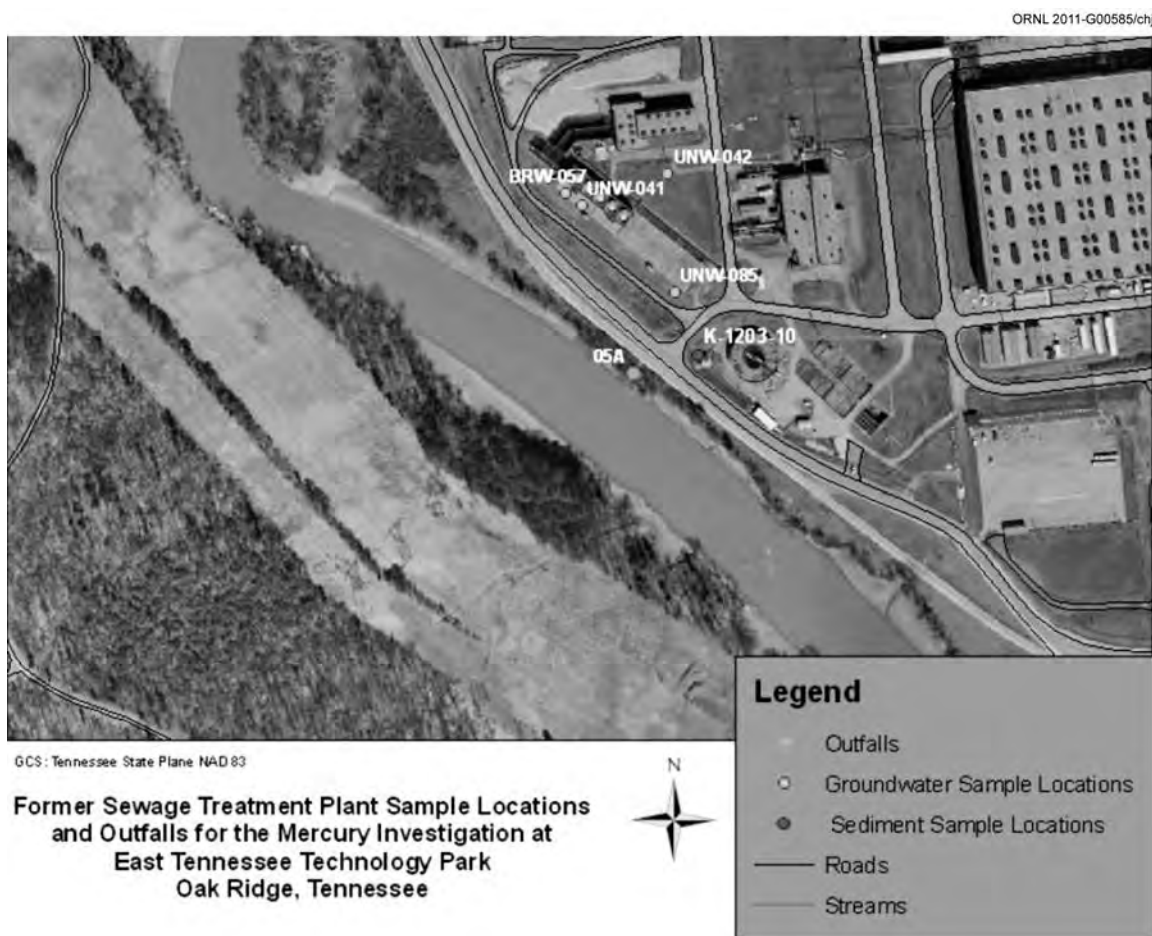 ORNL 2011-G00585/chj
UNW-042
BRW-057
UNW-041
UNW-085
K-1203-10
05A
Legend
Outfalls
Groundwater Sample Locations
Sediment Sample Locations
Roads
Streams
GCS: Tennessee State Plane NAD 83
N
Former Sewage Treatment Plant Sample Locations
and Outfalls for the Mercury Investigation at
East Tennessee Technology Park
Oak Ridge, Tennessee